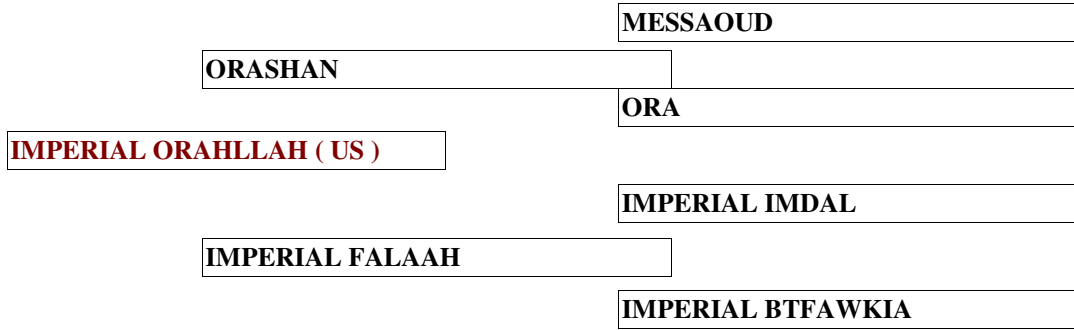 MESSAOUD
ORASHAN
ORA
IMPERIAL ORAHLLAH ( US )
IMPERIAL IMDAL
IMPERIAL FALAAH
IMPERIAL BTFAWKIA